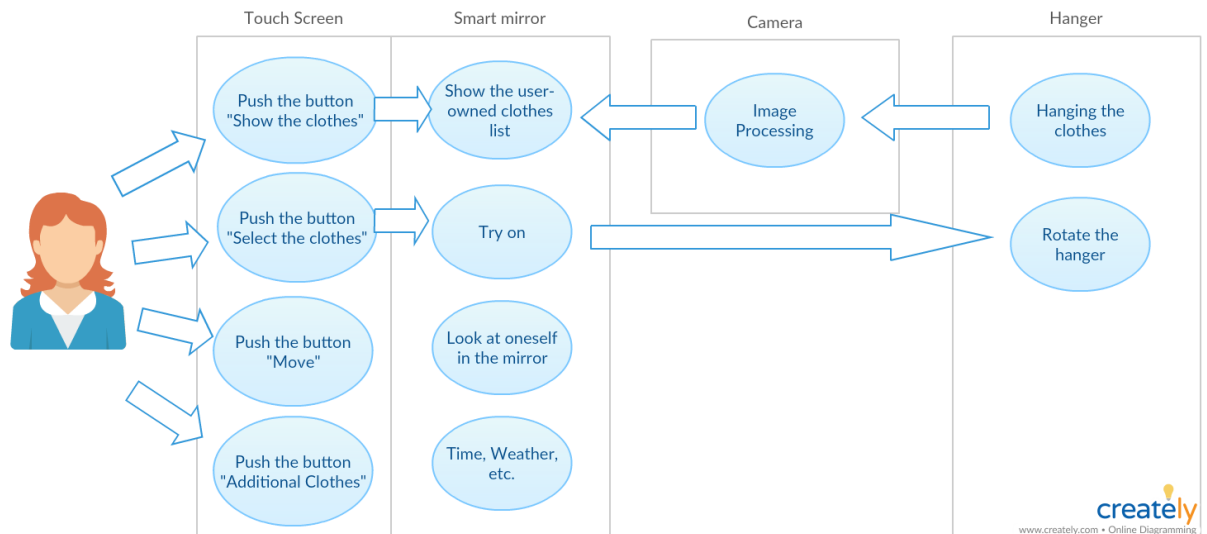 Touch Screen
Smart mirror
Camera
Hanger
Push the button
"Show the clothes"
Show the user-
owned clothes
list
Image
Processing
Hanging the
clothes
Push the button
"Select the clothes"
Try on
Rotate the
hanger
Push the button
"Move"
Look at oneself
in the mirror
Push the button
"Additional Clothes"
Time, Weather,
etc.
creately
www.creately.com • Online Diagramming